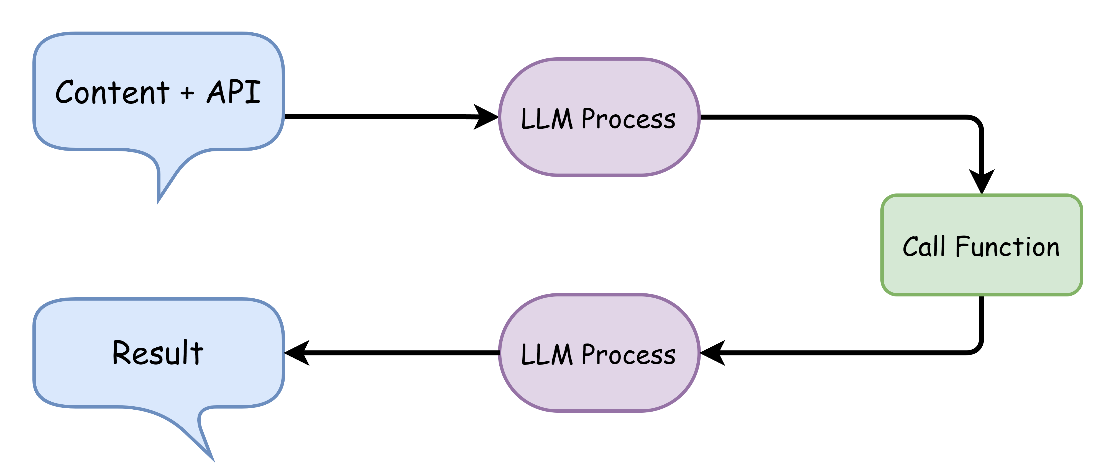 Content + API
LLM Process
Call Function
LLM Process
Result